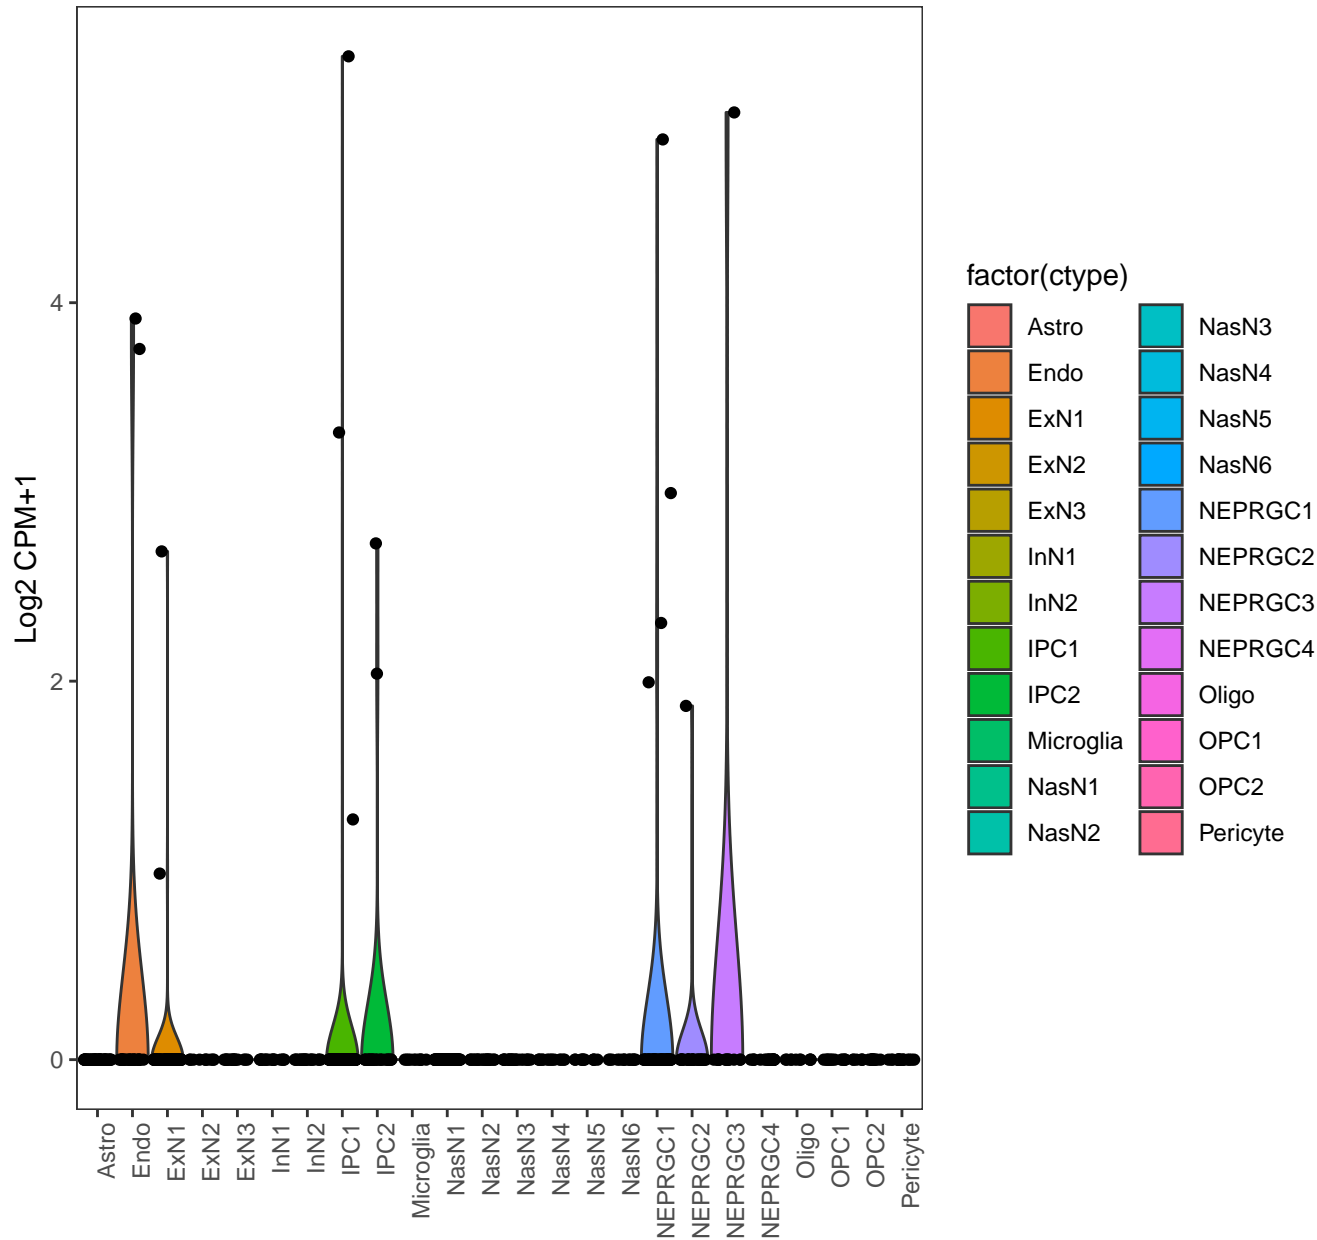 Log2 CPM+1
4
2
0
Astro
Endo
ExN1
ExN2
ExN3
InN1
InN2
IPC1
IPC2
Microglia
NasN1
NasN2
NasN3
NasN4
NasN5
NasN6
NEPRGC1
NEPRGC2
NEPRGC3
NEPRGC4
Oligo
OPC1
OPC2
Pericyte
factor(ctype)
Astro
Endo
ExN1
ExN2
ExN3
InN1
InN2
IPC1
IPC2
Microglia
NasN1
NasN2
NasN3
NasN4
NasN5
NasN6
NEPRGC1
NEPRGC2
NEPRGC3
NEPRGC4
Oligo
OPC1
OPC2
Pericyte